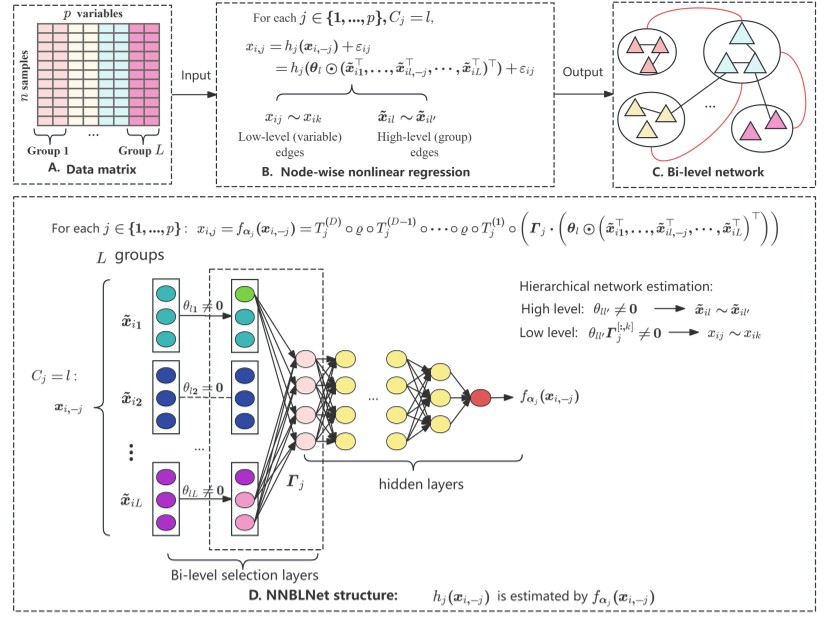 p variables
n samples
Group 1
...
Group L
A. Data matrix
Input
For each j ∈ {1, ..., p}, C_j = l,
x_{i,j} = h_j(x_{i,−j}) + ε_{ij}
= h_j(θ_l ⊙ (x̃_{i1}^⊤, ..., x̃_{il,−j}^⊤, ..., x̃_{iL}^⊤)^⊤) + ε_{ij}
x_{ij} ∼ x_{ik}
x̃_{il} ∼ x̃_{il′}
Low-level (variable) edges
High-level (group) edges
B. Node-wise nonlinear regression
Output
...
C. Bi-level network
For each j ∈ {1, ..., p}: x_{i,j} = f_{α_j}(x_{i,−j}) = T_j^{(D)} ∘ ϱ ∘ T_j^{(D−1)} ∘ ⋯ ∘ ϱ ∘ T_j^{(1)} ∘ (Γ_j · (θ_l ⊙ (x̃_{i1}^⊤, ..., x̃_{il,−j}^⊤, ⋯, x̃_{iL}^⊤)^⊤))
L groups
C_j = l :
x_{i,−j}
x̃_{i1}
x̃_{i2}
⋮
x̃_{iL}
θ_{l1} ≠ 0
θ_{l2} = 0
...
θ_{lL} ≠ 0
Γ_j
...
hidden layers
f_{α_j}(x_{i,−j})
Hierarchical network estimation:
High level: θ_{ll′} ≠ 0 ⟶ x̃_{il} ∼ x̃_{il′}
Low level: θ_{ll′} Γ_j^{[:,k]} ≠ 0 ⟶ x_{ij} ∼ x_{ik}
Bi-level selection layers
D. NNBLNet structure: h_j(x_{i,−j}) is estimated by f_{α_j}(x_{i,−j})